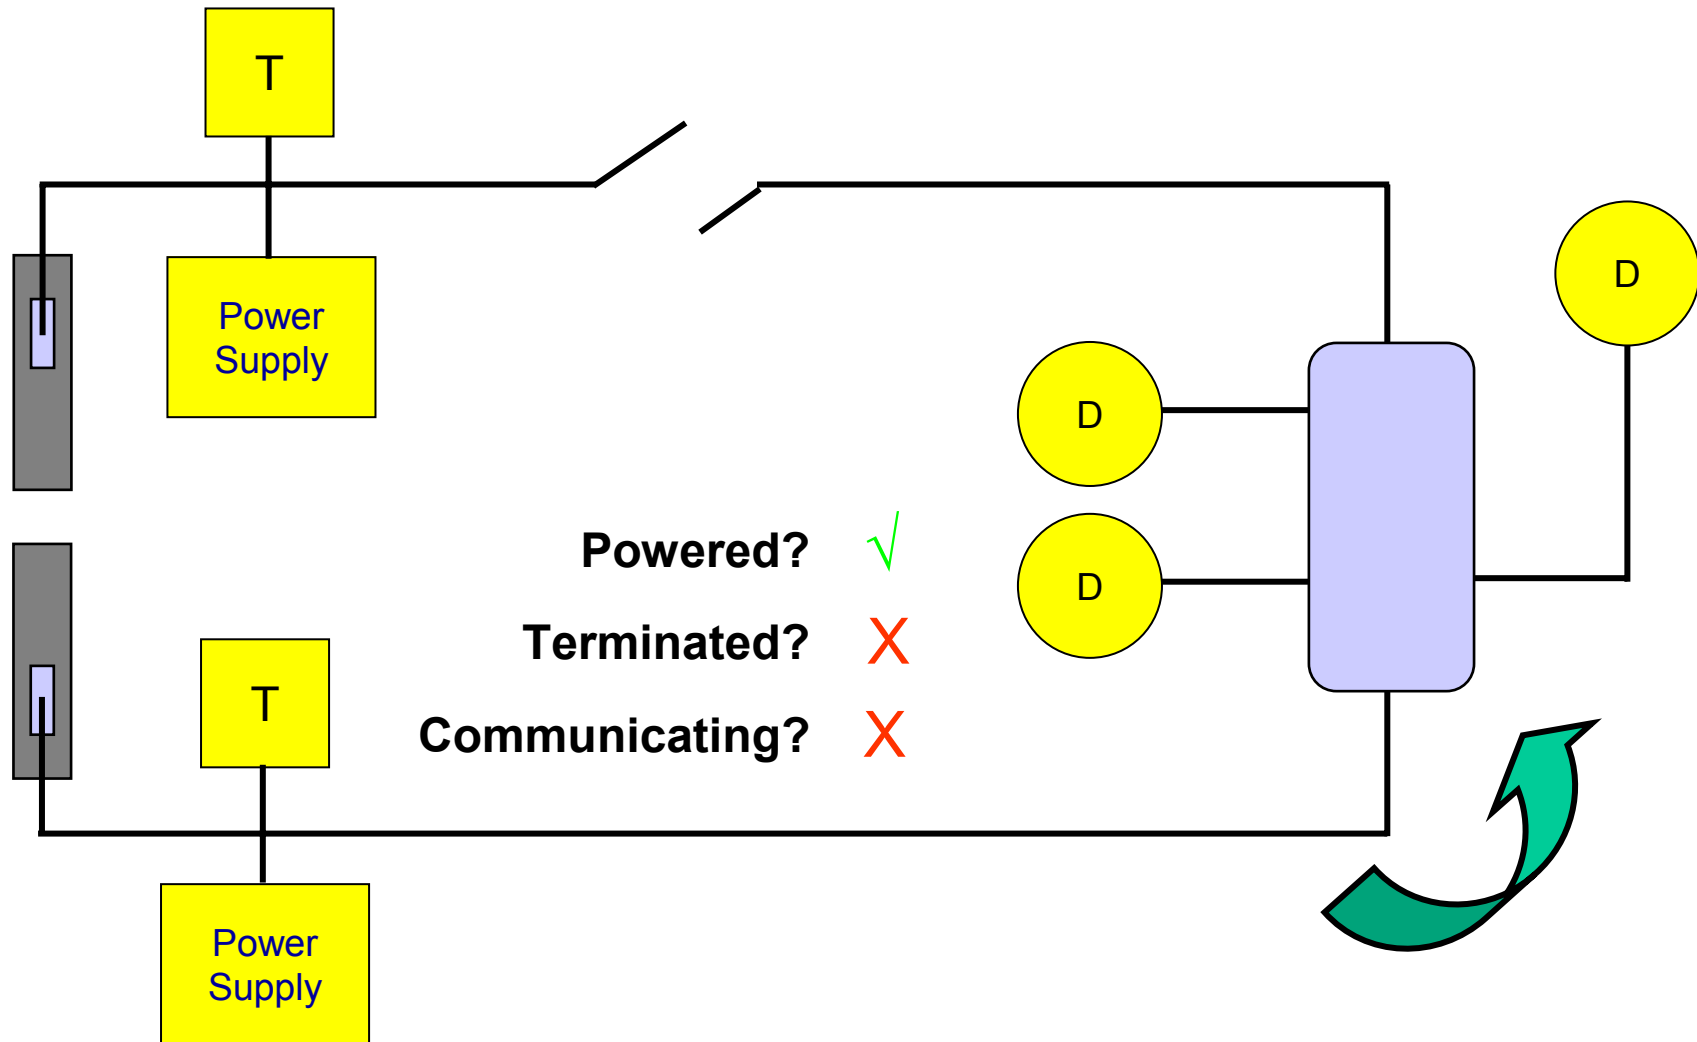 T
Power
Supply
D
D
D
Powered? √
Terminated? X
Communicating? X
T
Power
Supply